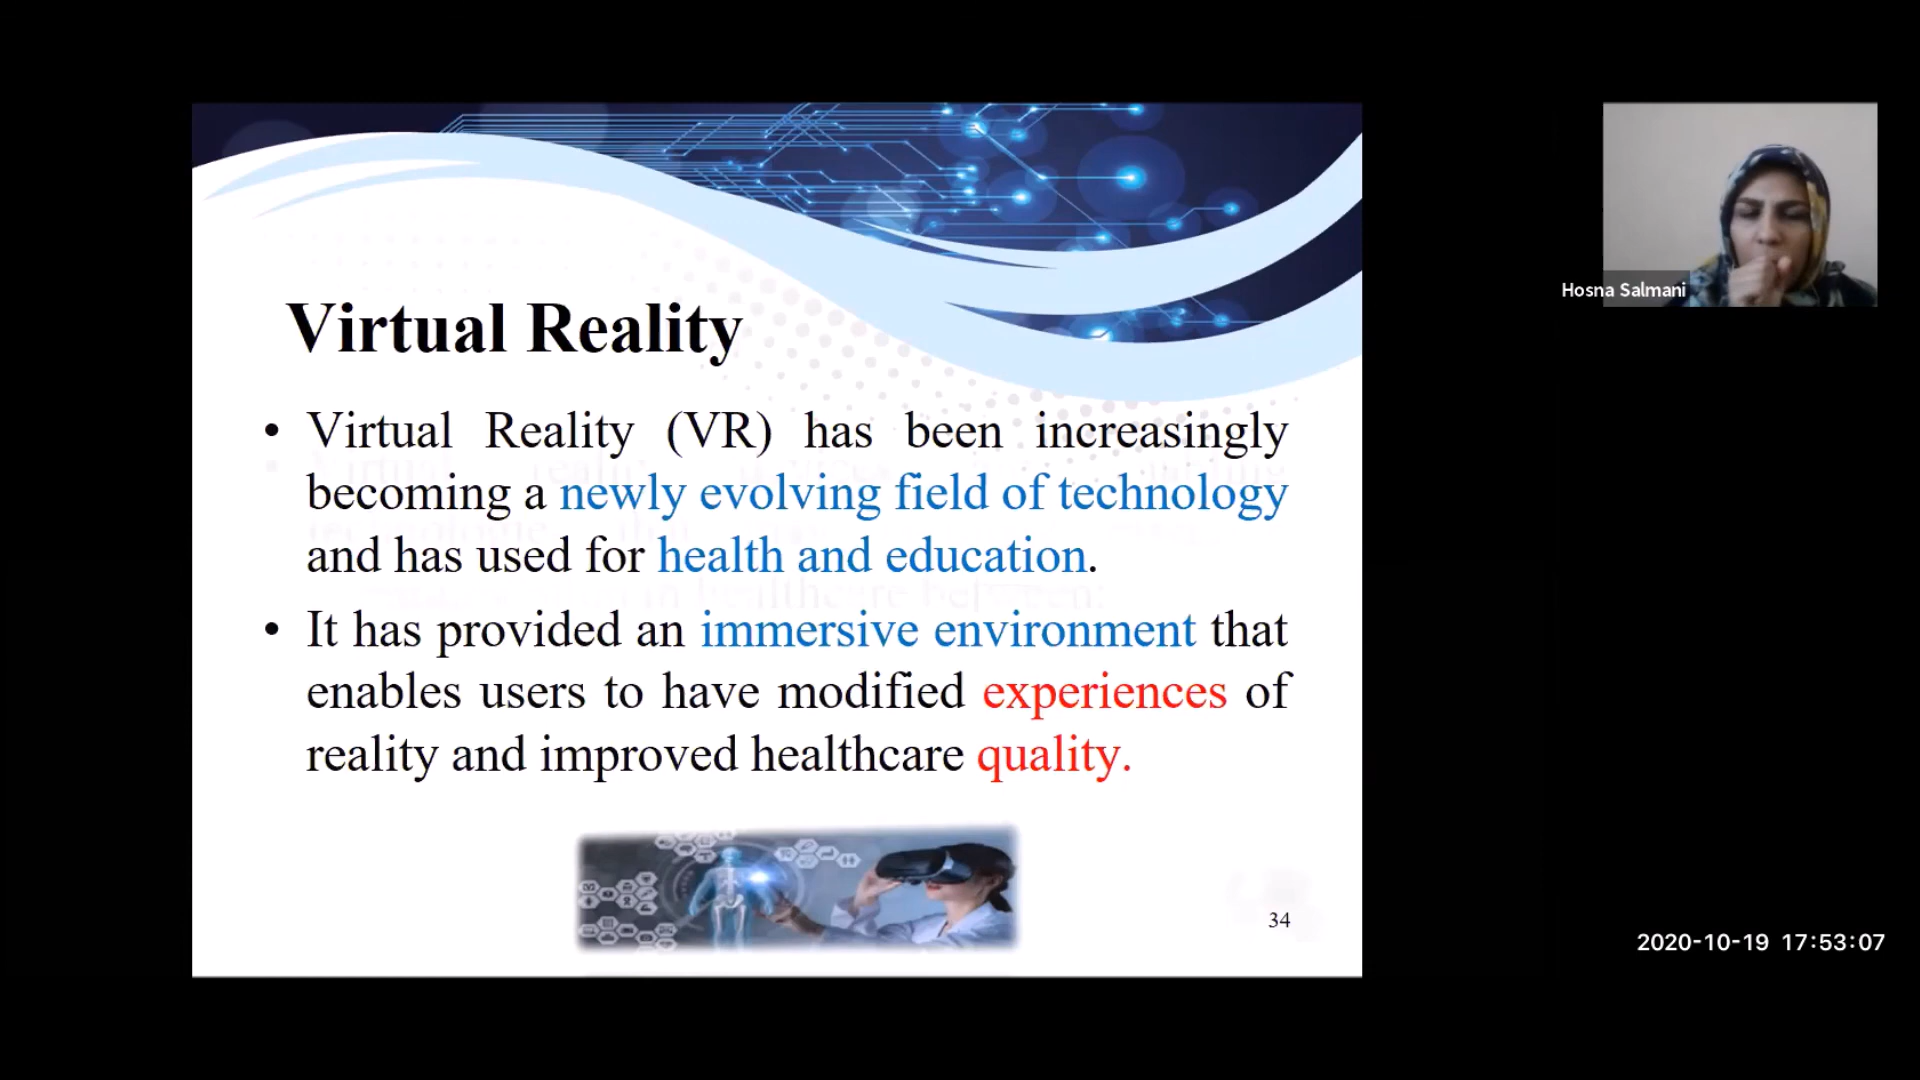 Virtual Reality
• Virtual Reality (VR) has been increasingly
becoming a newly evolving field of technology
and has used for health and education.
• It has provided an immersive environment that
enables users to have modified experiences of
reality and improved healthcare quality.
34
Hosna Salmani
2020-10-19 17:53:07